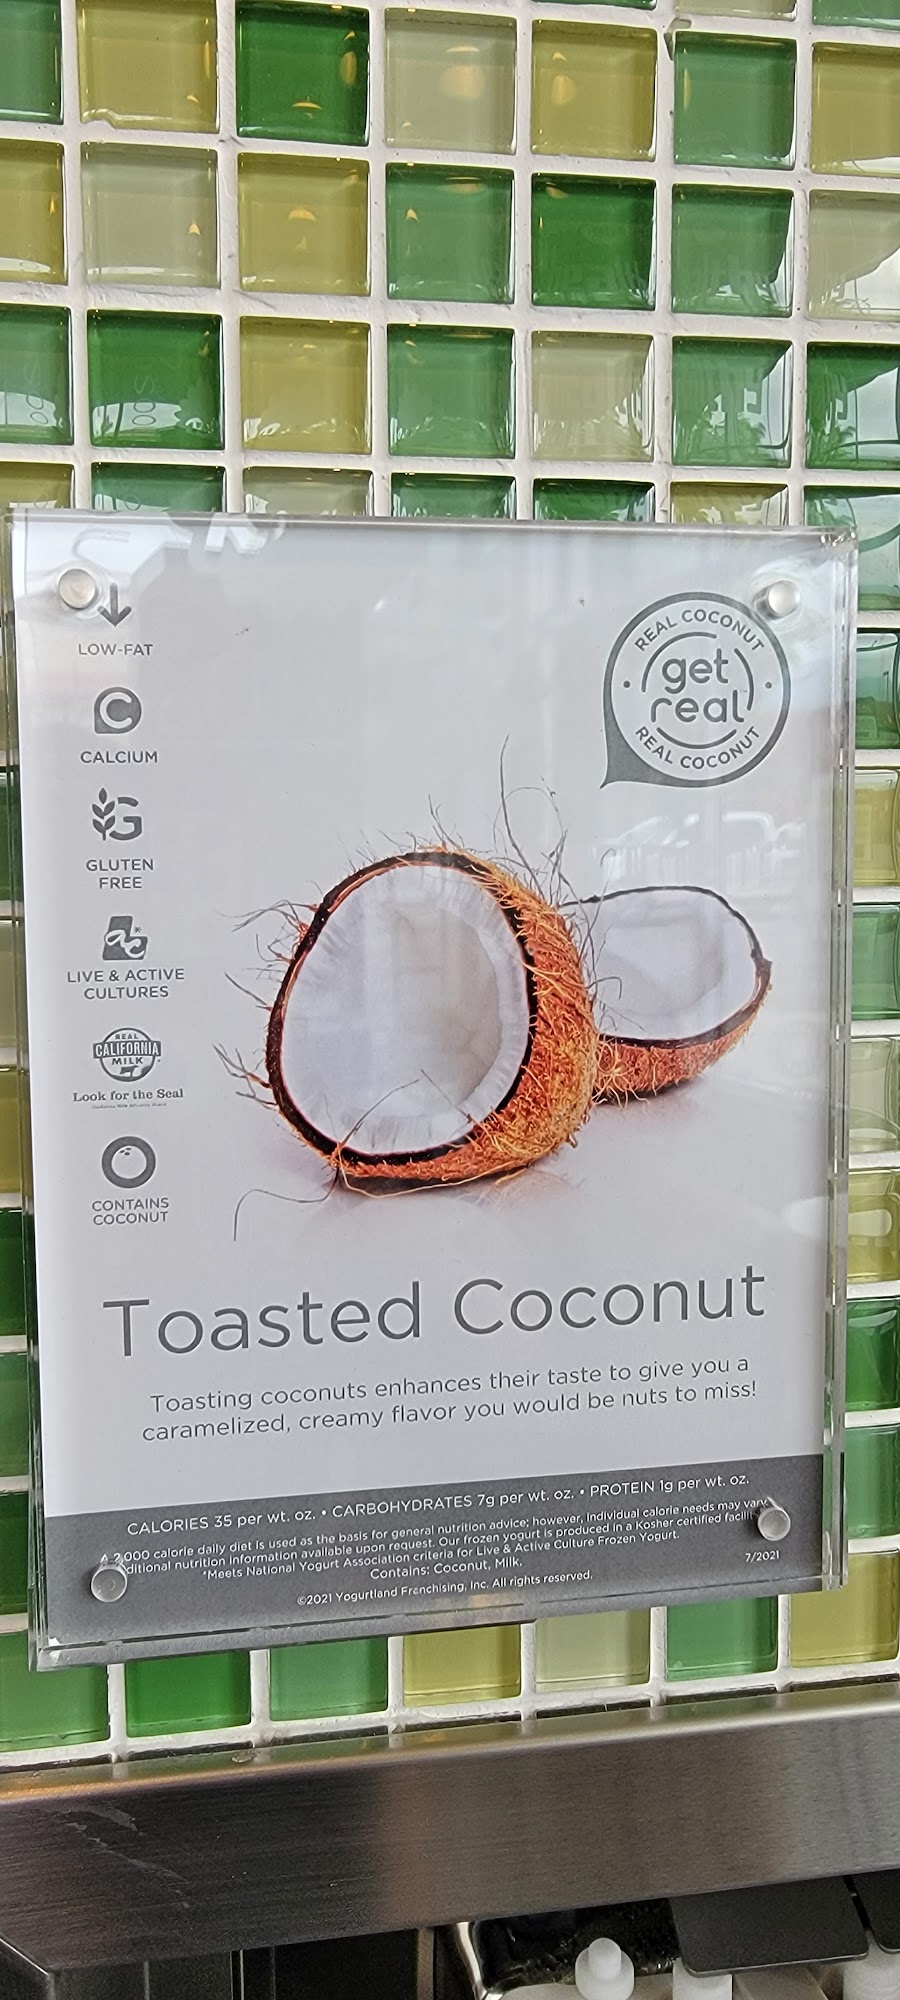 LOW-FAT
C
CALCIUM
G
GLUTEN
FREE
ac*
LIVE & ACTIVE
CULTURES
REAL
CALIFORNIA
MILK
Look for the Seal
CONTAINS
COCONUT
REAL COCONUT
get
real
REAL COCONUT
Toasted Coconut
Toasting coconuts enhances their taste to give you a
caramelized, creamy flavor you would be nuts to miss!
CALORIES 35 per wt. oz. • CARBOHYDRATES 7g per wt. oz. • PROTEIN 1g per wt. oz.
A 2,000 calorie daily diet is used as the basis for general nutrition advice; however, individual calorie needs may vary.
nutrition information available upon request. Our frozen yogurt is produced in a Kosher certified
*Meets National Yogurt Association criteria for Live & Active Culture Frozen Yogurt.
Contains: Coconut, Milk.
7/2021
©2021 Yogurtland Frenchising, Inc. All rights reserved.